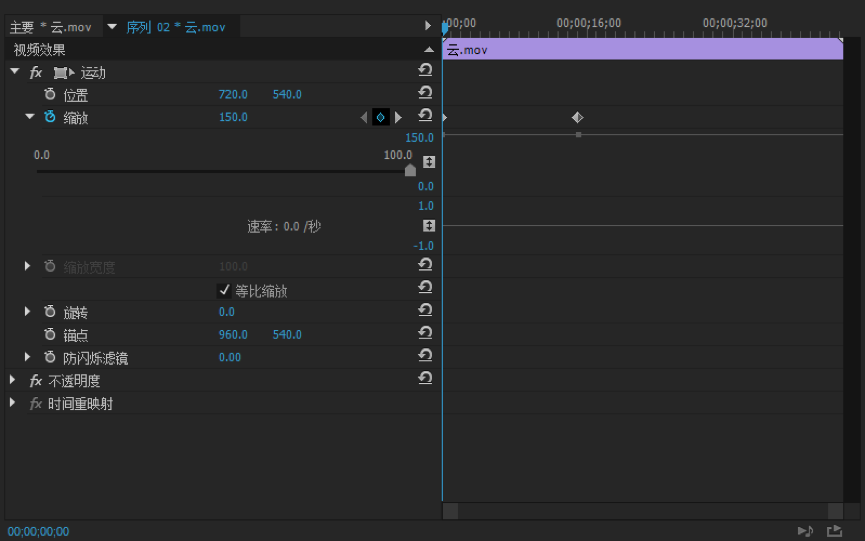 主要 * 云.mov 序列 02 * 云.mov
;00;00 00;00;16;00 00;00;32;00
视频效果 云.mov
fx 运动
位置 720.0 540.0
缩放 150.0
150.0
0.0 100.0
0.0
1.0
速率 : 0.0 /秒
-1.0
缩放宽度 100.0
等比缩放
旋转 0.0
锚点 960.0 540.0
防闪烁滤镜 0.00
fx 不透明度
fx 时间重映射
00;00;00;00